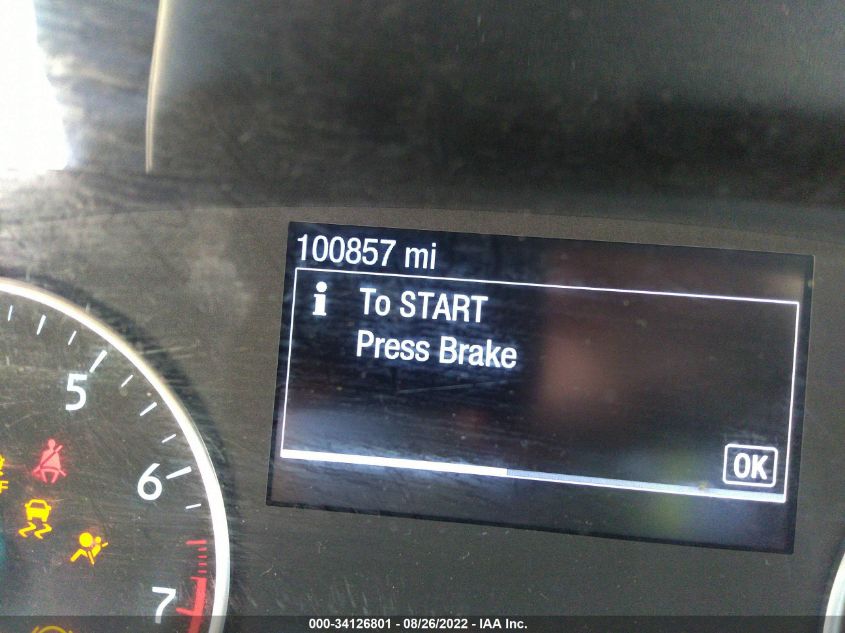 100857 mi
i To START
Press Brake
OK
5
6
7
000-34126801 - 08/26/2022 - IAA Inc.